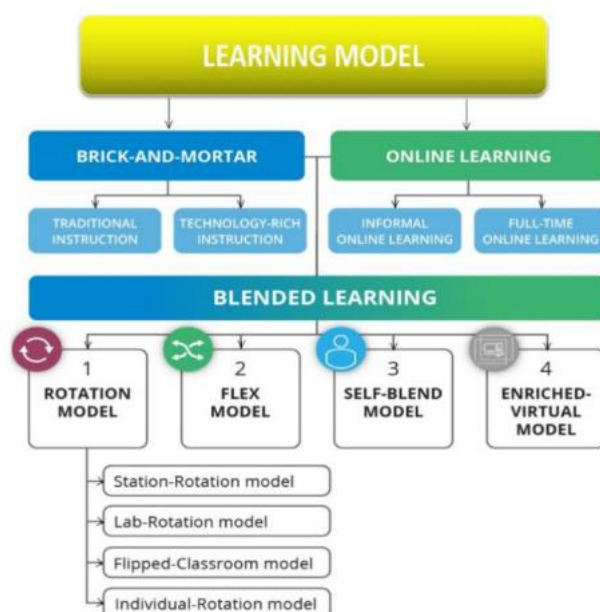 LEARNING MODEL
BRICK-AND-MORTAR
ONLINE LEARNING
TRADITIONAL
INSTRUCTION
TECHNOLOGY-RICH
INSTRUCTION
INFORMAL
ONLINE LEARNING
FULL-TIME
ONLINE LEARNING
BLENDED LEARNING
1
ROTATION
MODEL
2
FLEX
MODEL
3
SELF-BLEND
MODEL
4
ENRICHED-
VIRTUAL
MODEL
Station-Rotation model
Lab-Rotation model
Flipped-Classroom model
Individual-Rotation model